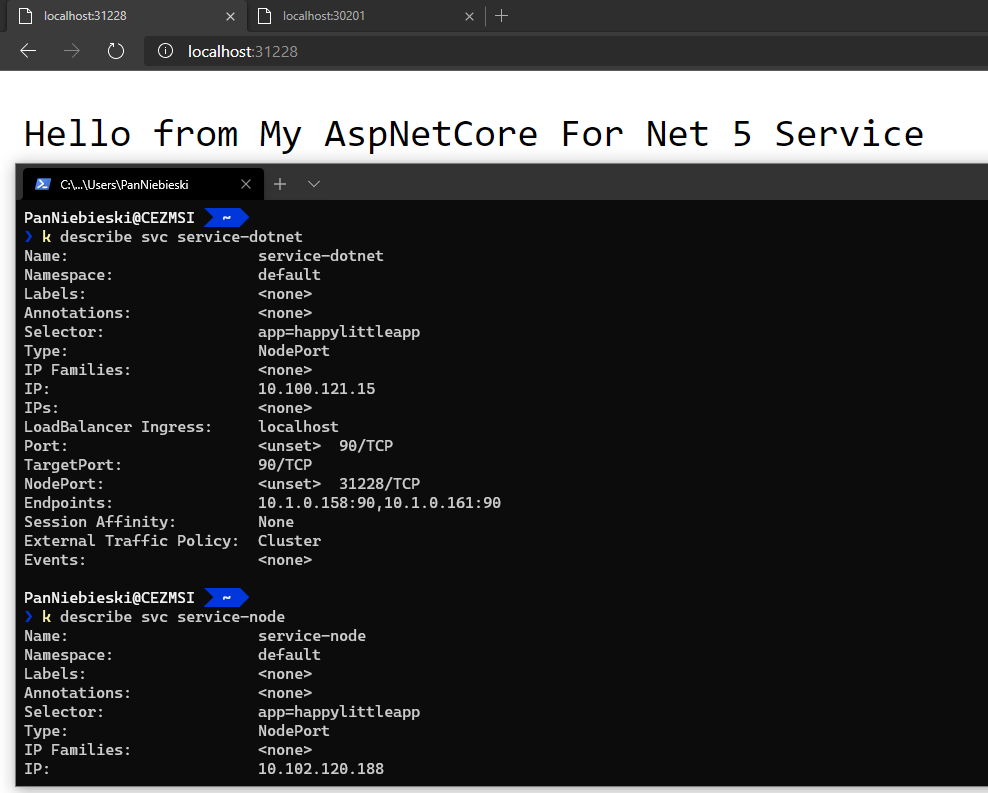 localhost:31228
localhost:30201
localhost:31228
Hello from My AspNetCore For Net 5 Service
C:\...\Users\PanNiebieski
PanNiebieski@CEZMSI ~
❯ k describe svc service-dotnet
Name: service-dotnet
Namespace: default
Labels: <none>
Annotations: <none>
Selector: app=happylittleapp
Type: NodePort
IP Families: <none>
IP: 10.100.121.15
IPs: <none>
LoadBalancer Ingress: localhost
Port: <unset> 90/TCP
TargetPort: 90/TCP
NodePort: <unset> 31228/TCP
Endpoints: 10.1.0.158:90,10.1.0.161:90
Session Affinity: None
External Traffic Policy: Cluster
Events: <none>
PanNiebieski@CEZMSI ~
❯ k describe svc service-node
Name: service-node
Namespace: default
Labels: <none>
Annotations: <none>
Selector: app=happylittleapp
Type: NodePort
IP Families: <none>
IP: 10.102.120.188